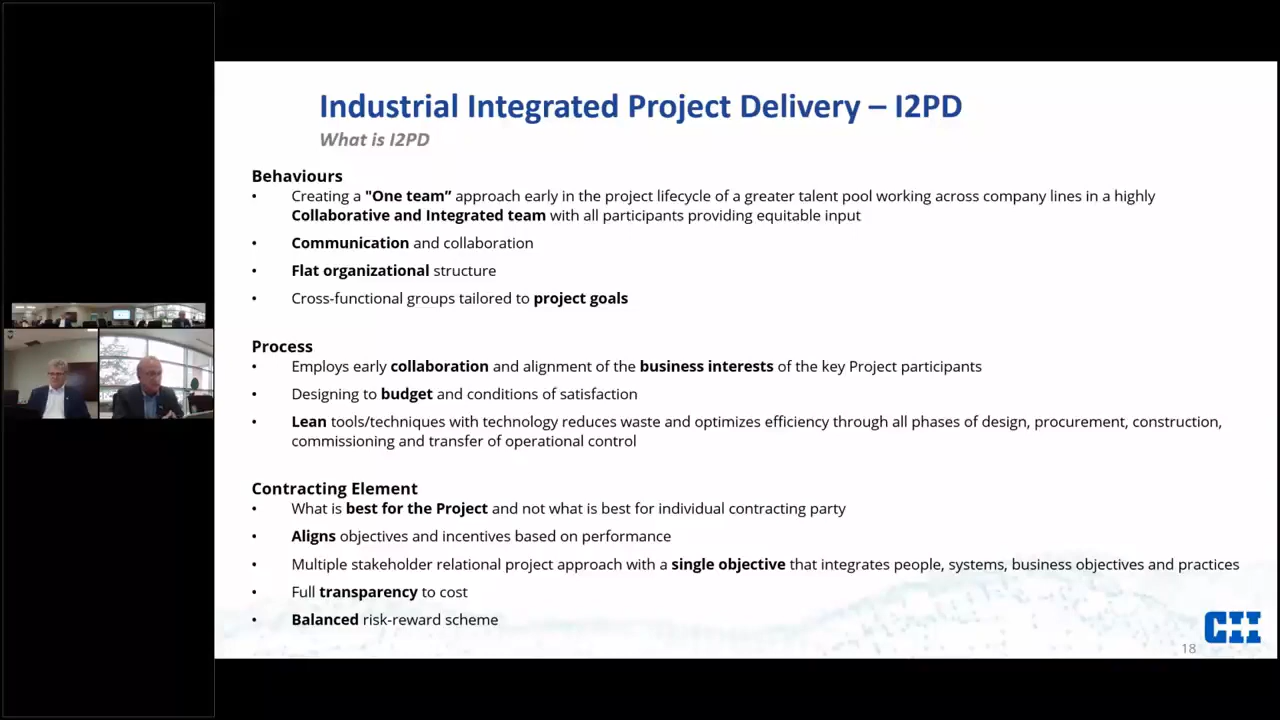 Industrial Integrated Project Delivery – I2PD
What is I2PD
Behaviours
• Creating a "One team” approach early in the project lifecycle of a greater talent pool working across company lines in a highly
Collaborative and Integrated team with all participants providing equitable input
• Communication and collaboration
• Flat organizational structure
• Cross-functional groups tailored to project goals
Process
• Employs early collaboration and alignment of the business interests of the key Project participants
• Designing to budget and conditions of satisfaction
• Lean tools/techniques with technology reduces waste and optimizes efficiency through all phases of design, procurement, construction,
commissioning and transfer of operational control
Contracting Element
• What is best for the Project and not what is best for individual contracting party
• Aligns objectives and incentives based on performance
• Multiple stakeholder relational project approach with a single objective that integrates people, systems, business objectives and practices
• Full transparency to cost
• Balanced risk-reward scheme
CII
18